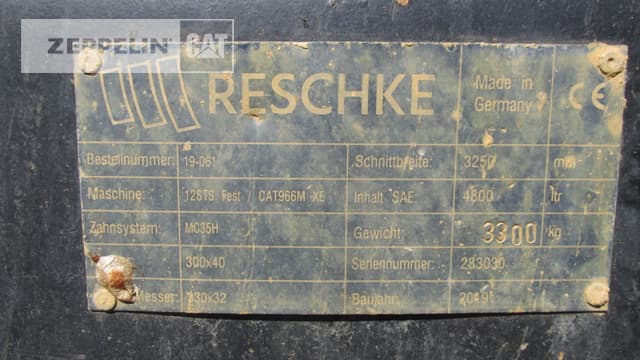 ZEPPELIN CAT
RESCHKE
Made in
Germany
CE
Bestellnummer: 19-061 Schnittbreite: 3250 mm
Maschine: 12STS Fest / CAT966M XE Inhalt SAE: 4800 ltr
Zahnsystem: MC35H Gewicht: 3300 kg
300x40 Seriennummer: 283030
Messer: 330x32 Baujahr: 2019